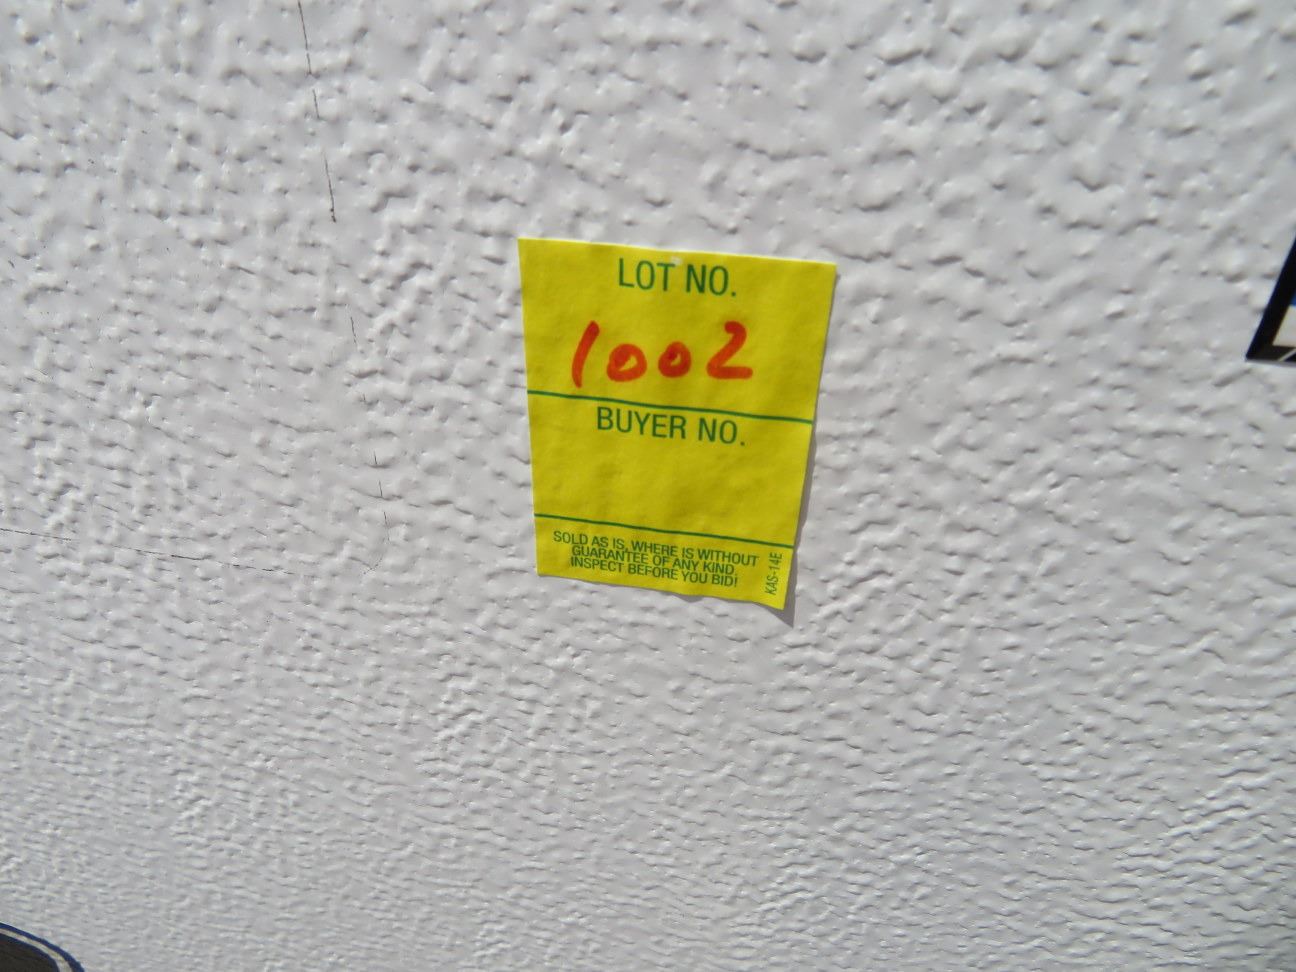 LOT NO.
1002
BUYER NO.
SOLD AS IS, WHERE IS WITHOUT
GUARANTEE OF ANY KIND.
INSPECT BEFORE YOU BID!
KAS-14E